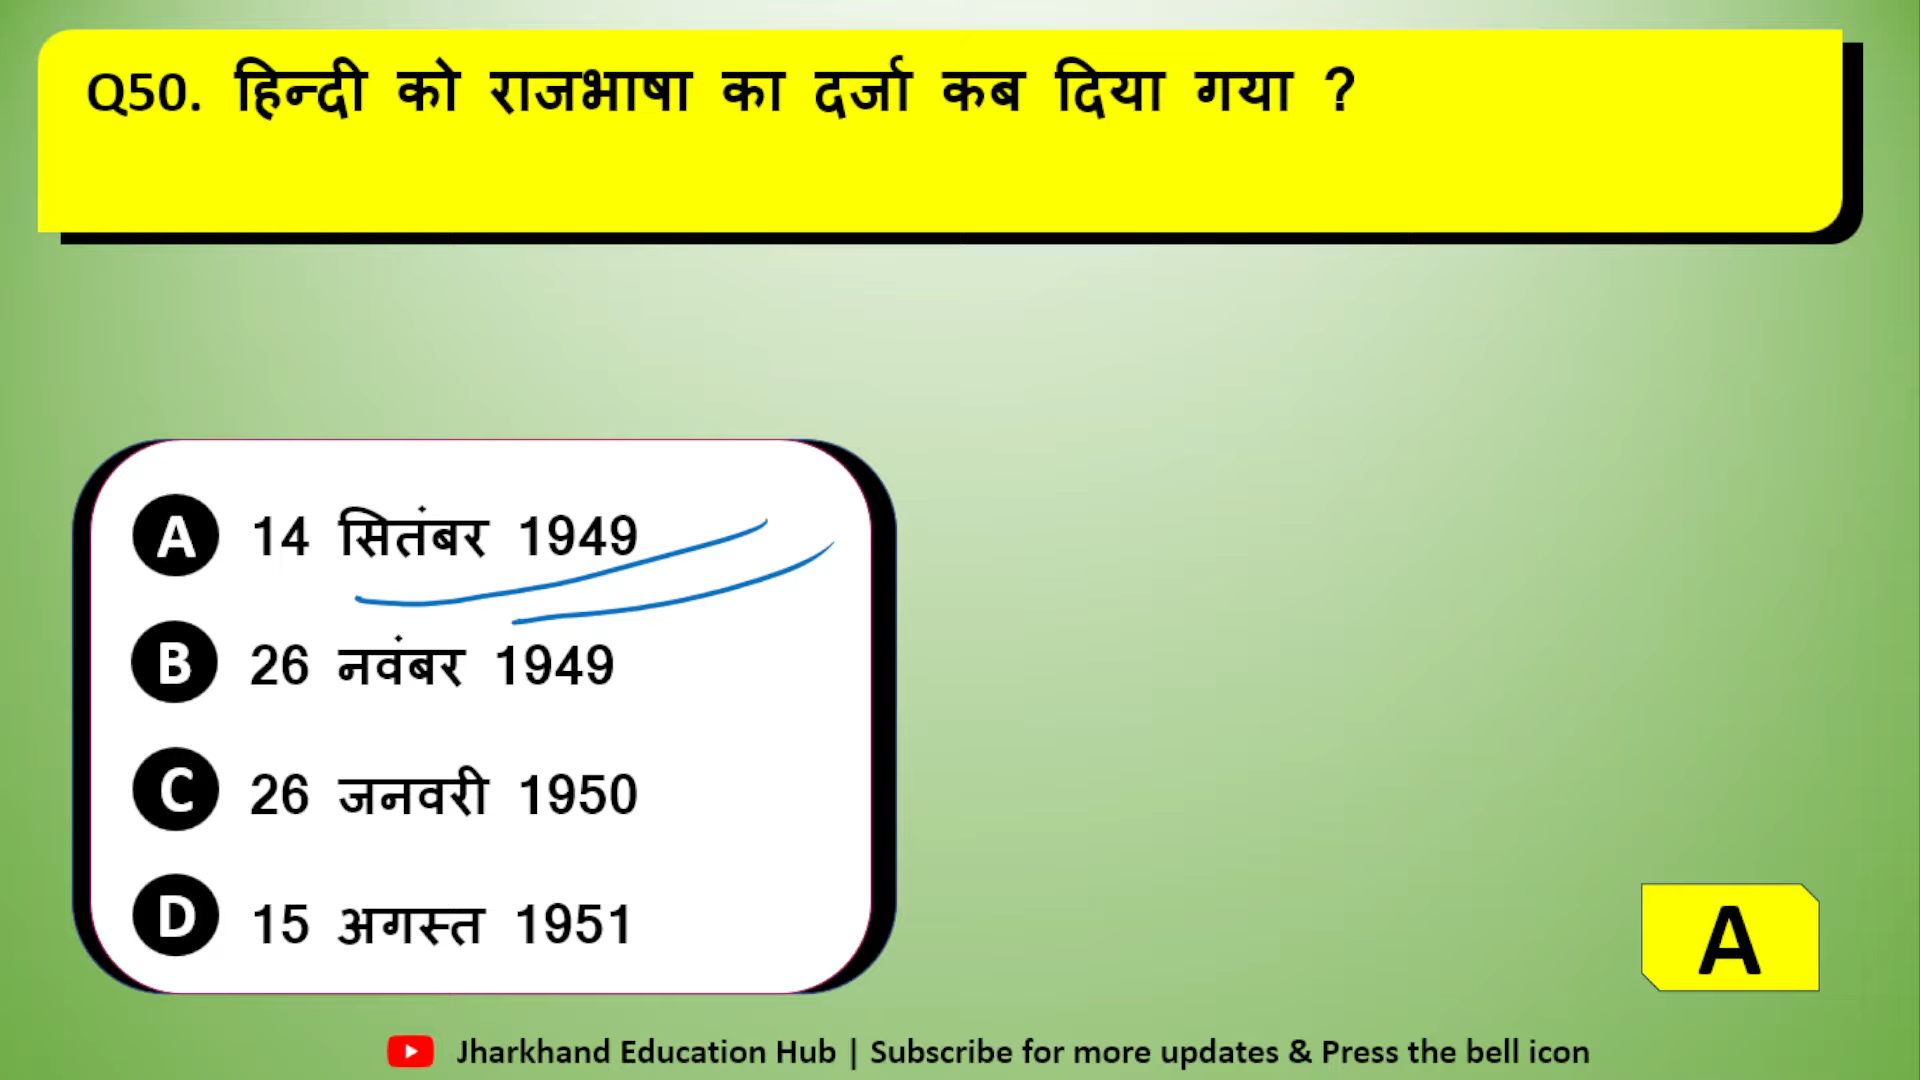 Q50. हिन्दी को राजभाषा का दर्जा कब दिया गया ?
A 14 सितंबर 1949
B 26 नवंबर 1949
C 26 जनवरी 1950
D 15 अगस्त 1951
A
Jharkhand Education Hub | Subscribe for more updates & Press the bell icon